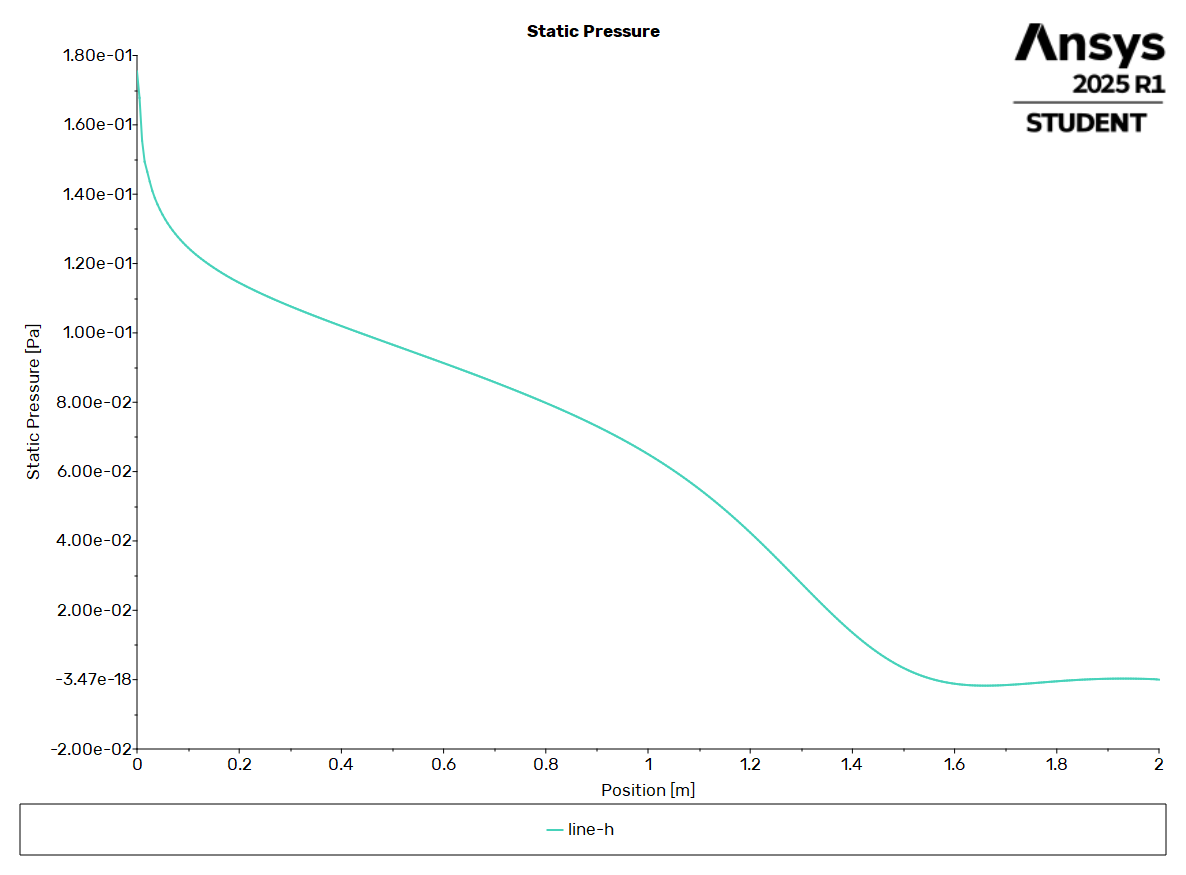 Static Pressure
Ansys
2025 R1
STUDENT
1.80e-01
1.60e-01
1.40e-01
1.20e-01
1.00e-01
8.00e-02
6.00e-02
4.00e-02
2.00e-02
-3.47e-18
-2.00e-02
Static Pressure [Pa]
0 0.2 0.4 0.6 0.8 1 1.2 1.4 1.6 1.8 2
Position [m]
line-h